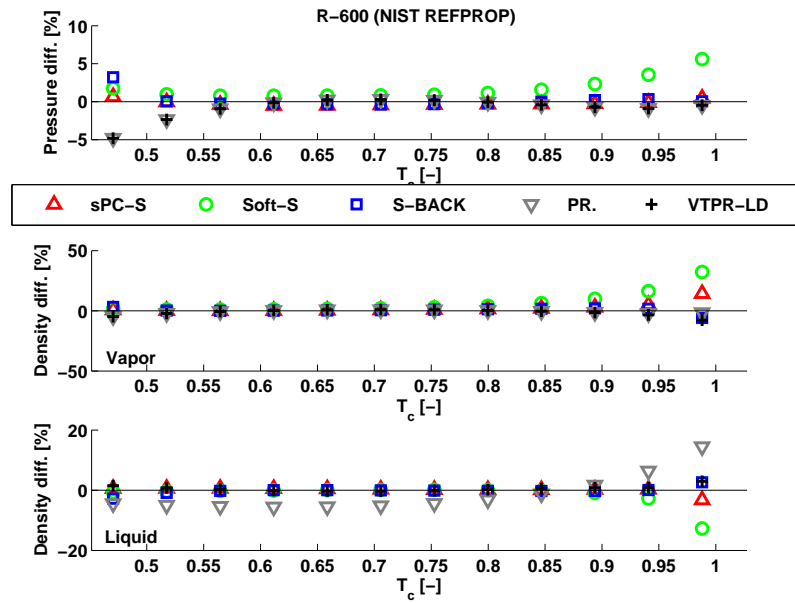 R−600 (NIST REFPROP)
Pressure diff. [%]
10
5
0
−5
0.5 0.55 0.6 0.65 0.7 0.75 0.8 0.85 0.9 0.95 1
T_c [−]
sPC−S Soft−S S−BACK PR. VTPR−LD
Density diff. [%]
50
0
−50
Vapor
0.5 0.55 0.6 0.65 0.7 0.75 0.8 0.85 0.9 0.95 1
T_c [−]
Density diff. [%]
20
0
−20
Liquid
0.5 0.55 0.6 0.65 0.7 0.75 0.8 0.85 0.9 0.95 1
T_c [−]